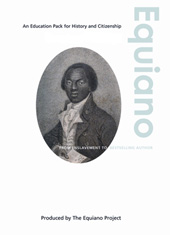 An Education Pack for History and Citizenship
Equiano
FROM ENSLAVEMENT TO BESTSELLING AUTHOR
Produced by The Equiano Project